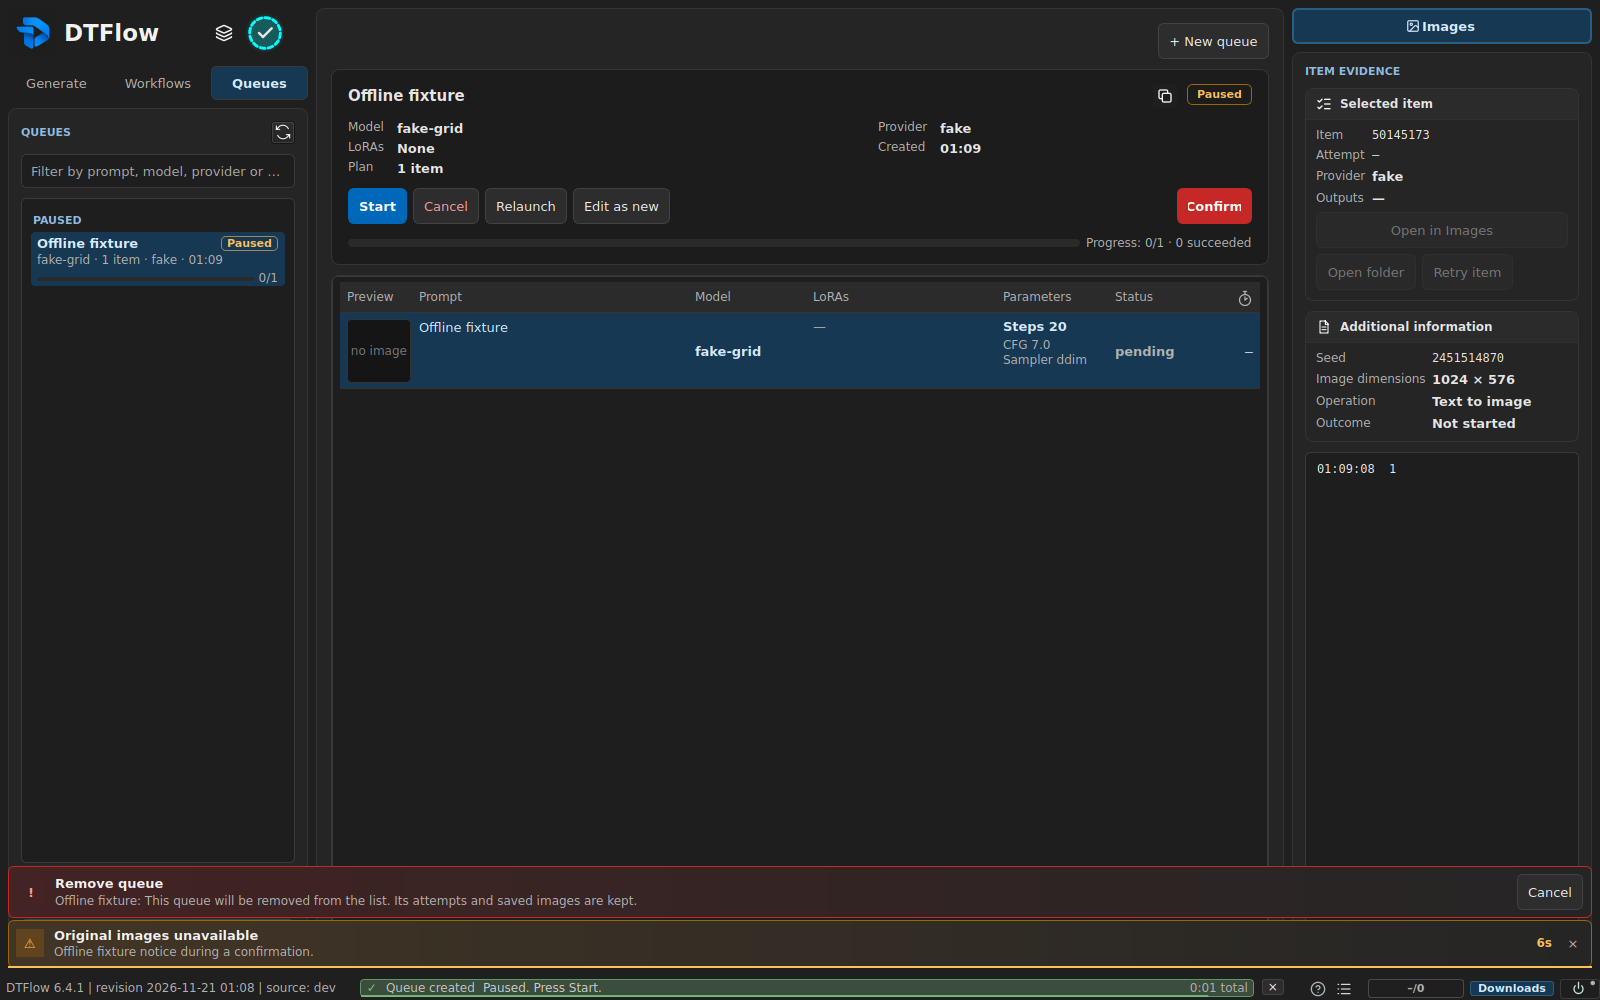 DTFlow
Generate
Workflows
Queues
QUEUES
Filter by prompt, model, provider or ...
PAUSED
Offline fixture
Paused
fake-grid · 1 item · fake · 01:09
0/1
+ New queue
Offline fixture
Paused
Model fake-grid
Provider fake
LoRAs None
Created 01:09
Plan 1 item
Start
Cancel
Relaunch
Edit as new
Confirm
Progress: 0/1 · 0 succeeded
Preview Prompt Model LoRAs Parameters Status
no image
Offline fixture
fake-grid
—
Steps 20
CFG 7.0
Sampler ddim
pending
—
Images
ITEM EVIDENCE
Selected item
Item 50145173
Attempt —
Provider fake
Outputs —
Open in Images
Open folder
Retry item
Additional information
Seed 2451514870
Image dimensions 1024 × 576
Operation Text to image
Outcome Not started
01:09:08 1
! Remove queue
Offline fixture: This queue will be removed from the list. Its attempts and saved images are kept.
Cancel
⚠ Original images unavailable
Offline fixture notice during a confirmation.
6s ×
DTFlow 6.4.1 | revision 2026-11-21 01:08 | source: dev
✓ Queue created Paused. Press Start. 0:01 total ×
–/0
Downloads